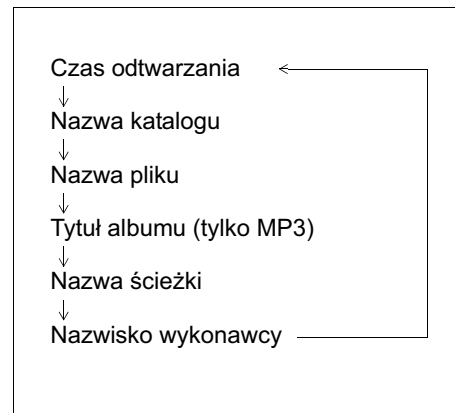 Czas odtwarzania
Nazwa katalogu
Nazwa pliku
Tytuł albumu (tylko MP3)
Nazwa ścieżki
Nazwisko wykonawcy